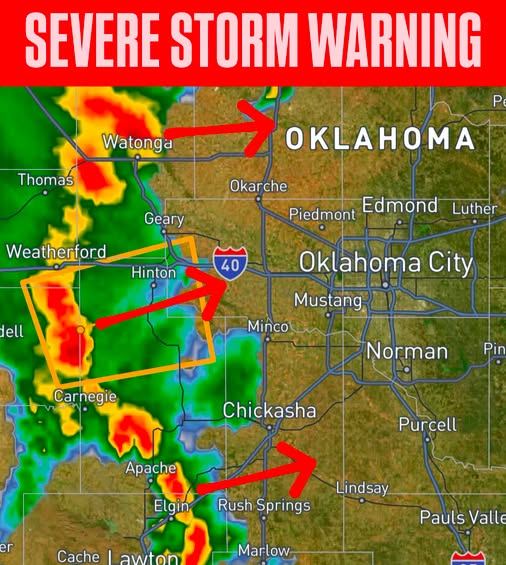 SEVERE STORM WARNING
Watonga
OKLAHOMA
Thomas
Okarche
Edmond
Luther
Piedmont
Geary
Weatherford
Hinton
40
Oklahoma City
Mustang
Minco
Norman
Carnegie
Chickasha
Purcell
Apache
Elgin
Rush Springs
Lindsay
Pauls Valle
Cache
Lawton
Marlow